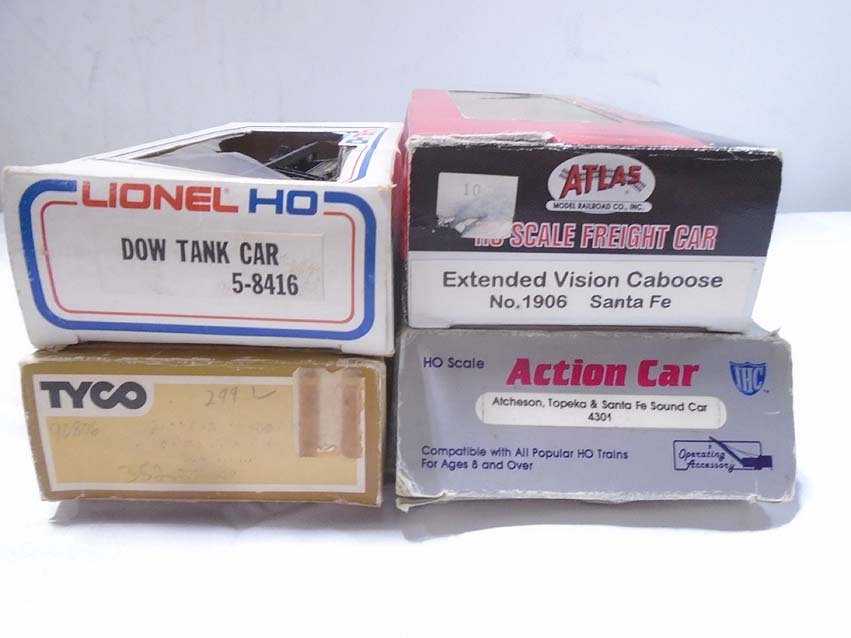 LIONEL HO
DOW TANK CAR
5-8416
10
ATLAS
MODEL RAILROAD CO., INC.
HO SCALE FREIGHT CAR
Extended Vision Caboose
No.1906 Santa Fe
TYCO
299
HO Scale
Action Car
IHC
Atcheson, Topeka & Santa Fe Sound Car
4301
Compatible with All Popular HO Trains
For Ages 8 and Over
Operating
Accessory